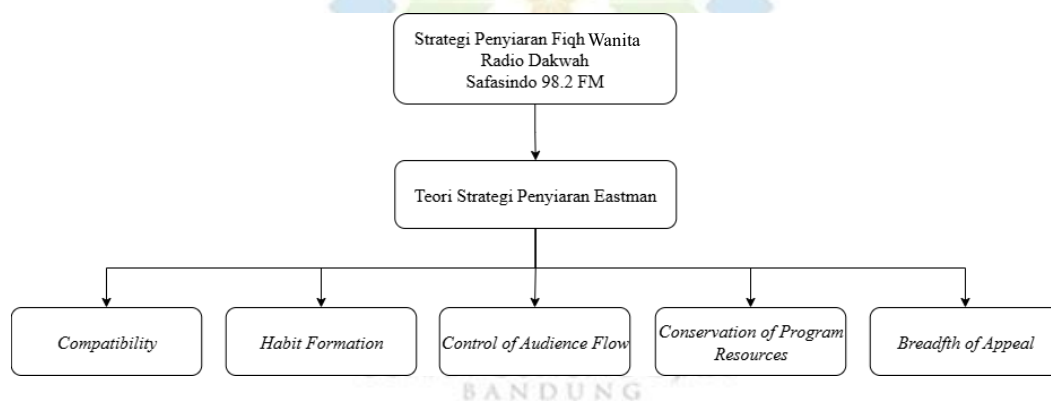 Strategi Penyiaran Fiqh Wanita
Radio Dakwah
Safasindo 98.2 FM
Teori Strategi Penyiaran Eastman
Compatibility
Habit Formation
Control of Audience Flow
Conservation of Program
Resources
Breadfth of Appeal
BANDUNG